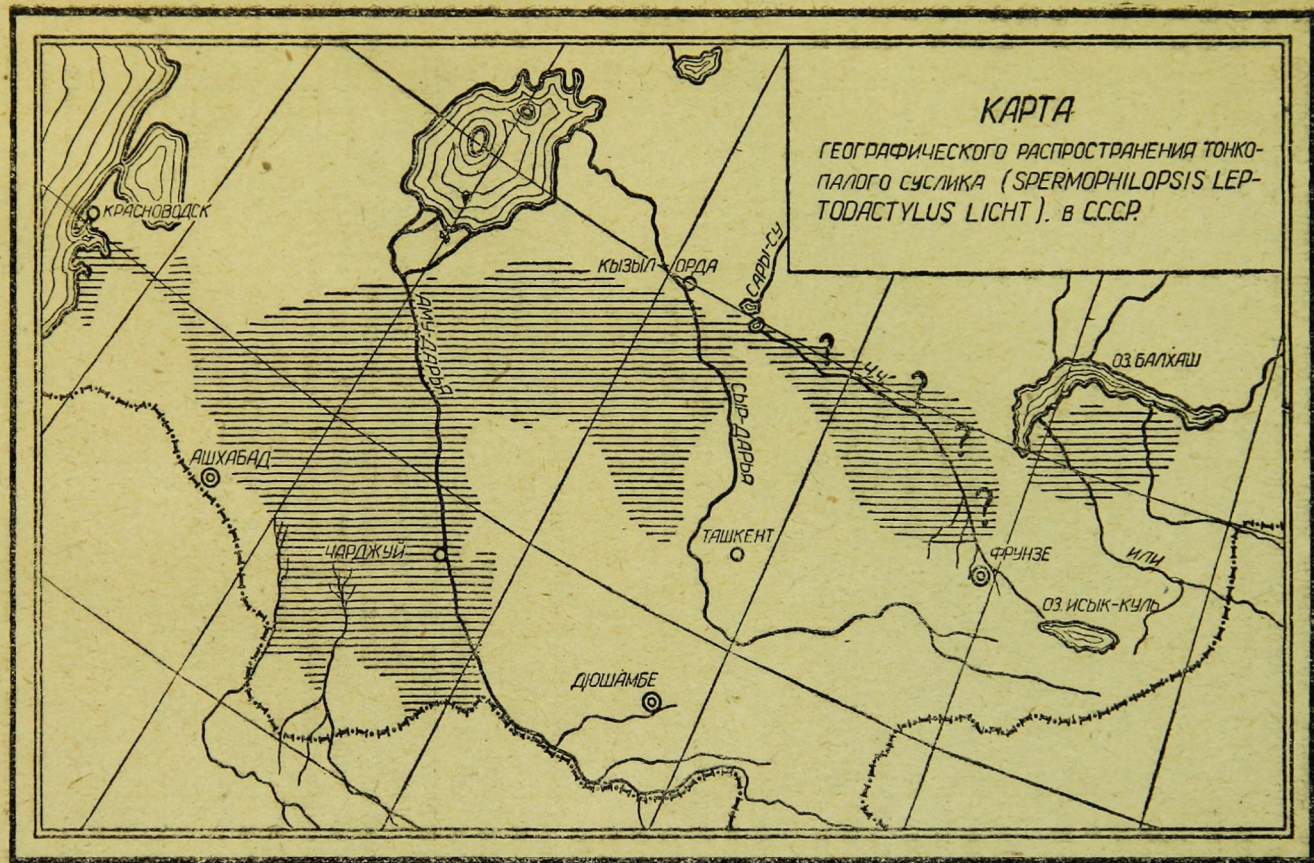 КАРТА
ГЕОГРАФИЧЕСКОГО РАСПРОСТРАНЕНИЯ ТОНКО-
ПАЛОГО СУСЛИКА (SPERMOPHILOPSIS LEP-
TODACTYLUS LICHT). В С.С.С.Р.
КРАСНОВОДСК
КЫЗЫЛ-ОРДА
САРЫ-СУ
АМУ-ДАРЬЯ
?
ЧУ
?
ОЗ. БАЛХАШ
СЫР-ДАРЬЯ
?
АШХАБАД
?
ЧАРДЖУЙ
ТАШКЕНТ
ФРУНЗЕ
ИЛИ
ОЗ. ИСЫК-КУЛЬ
ДЮШАМБЕ